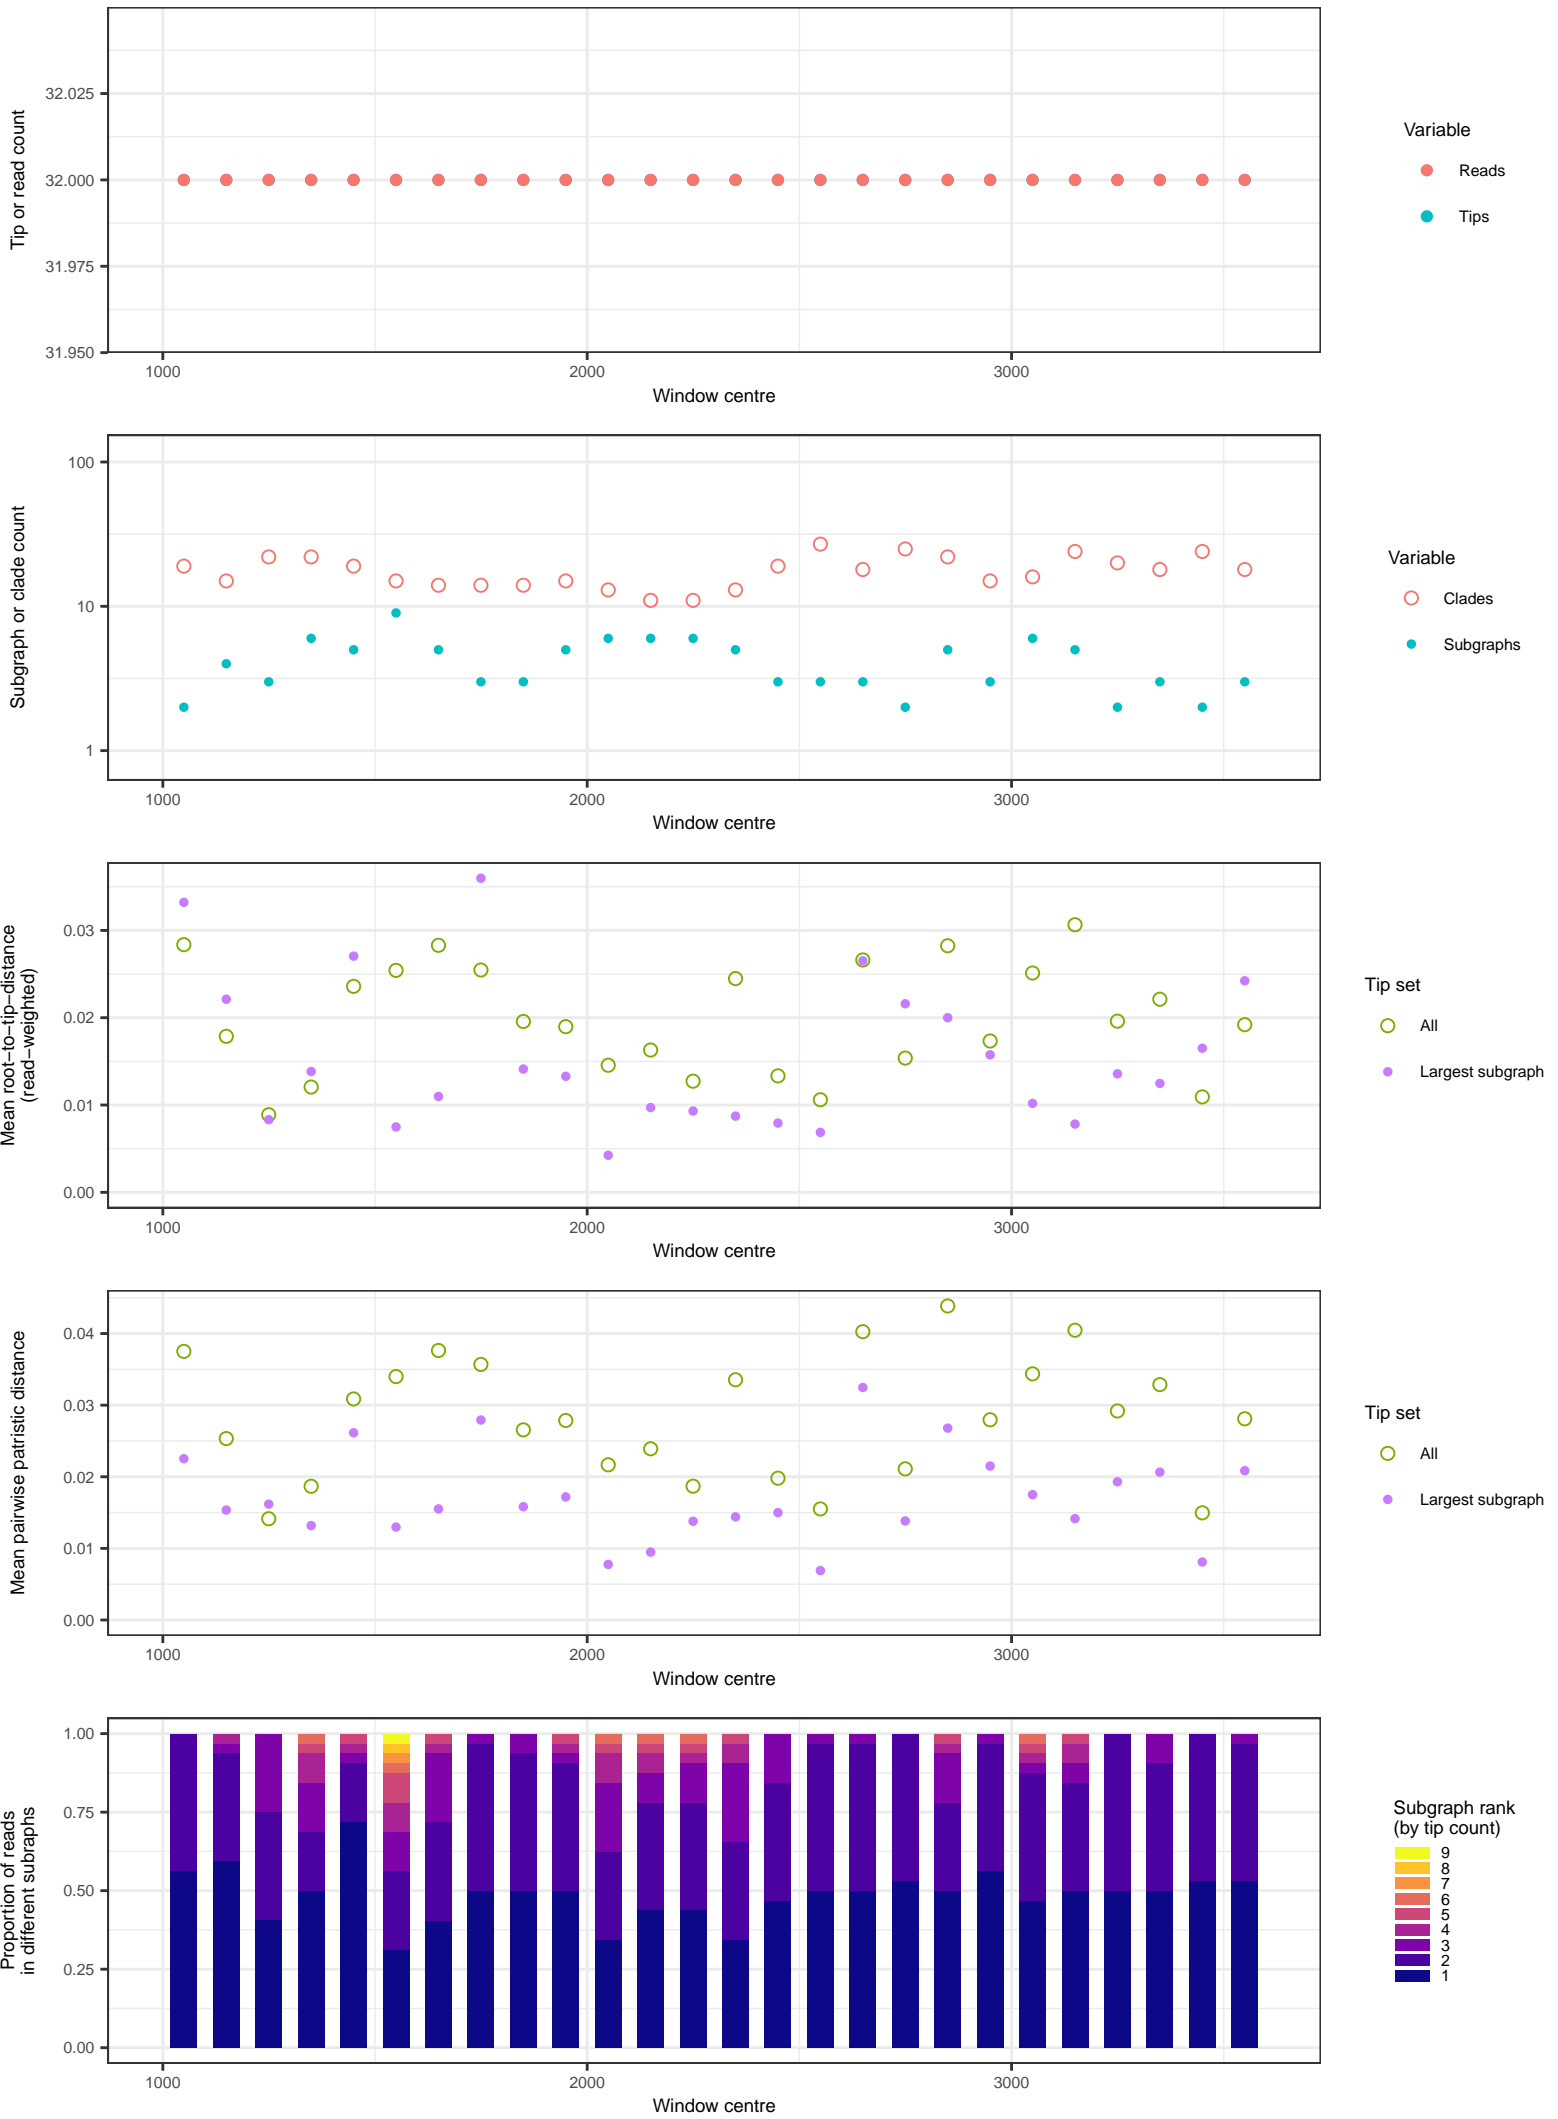 32.025
32.000
31.975
31.950
Tip or read count
1000 2000 3000
Window centre
Variable
Reads
Tips
100
10
1
Subgraph or clade count
1000 2000 3000
Window centre
Variable
Clades
Subgraphs
0.03
0.02
0.01
0.00
Mean root−to−tip−distance
(read−weighted)
1000 2000 3000
Window centre
Tip set
All
Largest subgraph
0.04
0.03
0.02
0.01
0.00
Mean pairwise patristic distance
1000 2000 3000
Window centre
Tip set
All
Largest subgraph
1.00
0.75
0.50
0.25
0.00
Proportion of reads
in different subraphs
1000 2000 3000
Window centre
Subgraph rank
(by tip count)
9
8
7
6
5
4
3
2
1